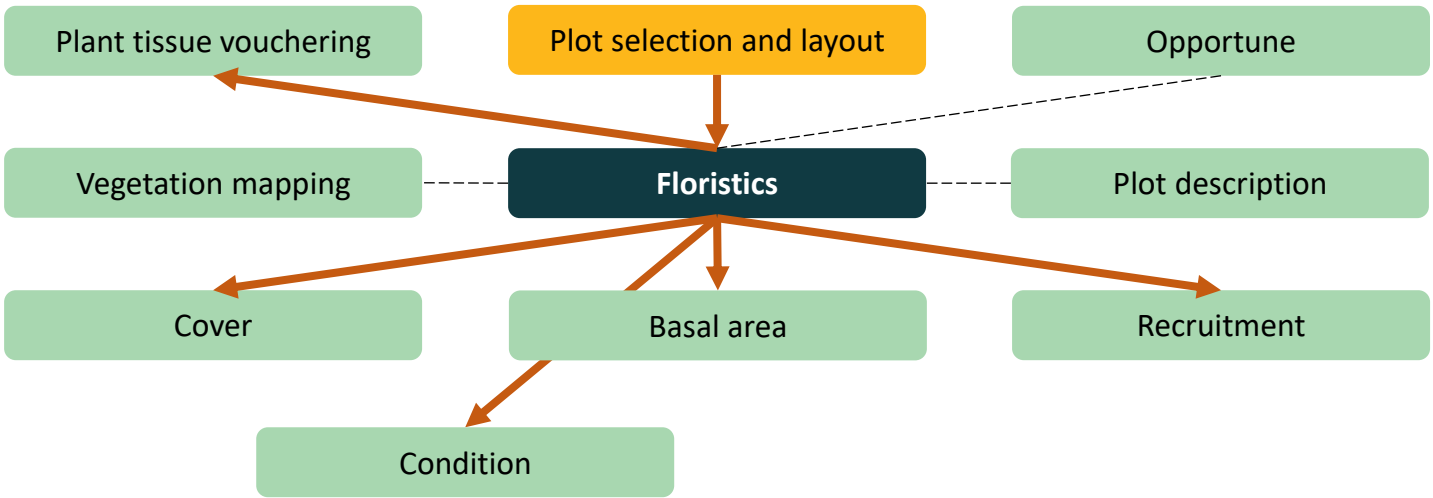 Plant tissue vouchering
Plot selection and layout
Opportune
Vegetation mapping
Floristics
Plot description
Cover
Basal area
Recruitment
Condition